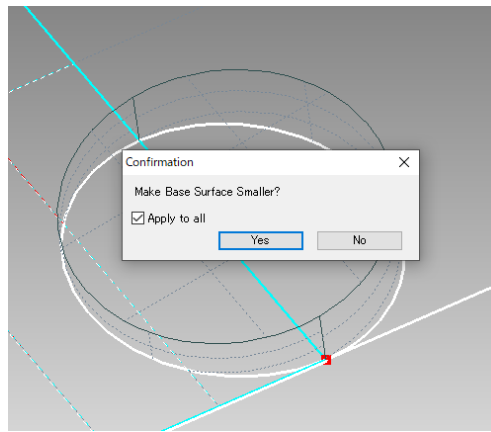 Confirmation
Make Base Surface Smaller?
Apply to all
Yes
No